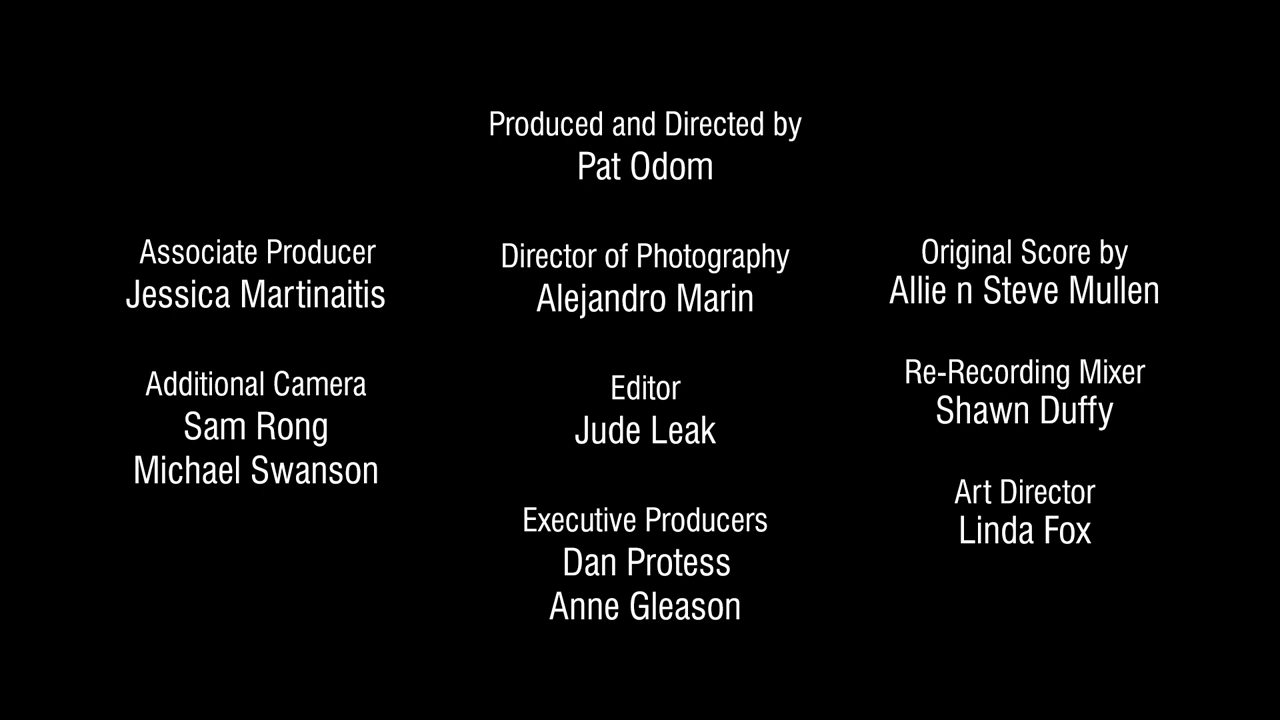 Produced and Directed by
Pat Odom
Associate Producer
Jessica Martinaitis
Additional Camera
Sam Rong
Michael Swanson
Director of Photography
Alejandro Marin
Editor
Jude Leak
Executive Producers
Dan Protess
Anne Gleason
Original Score by
Allie n Steve Mullen
Re-Recording Mixer
Shawn Duffy
Art Director
Linda Fox